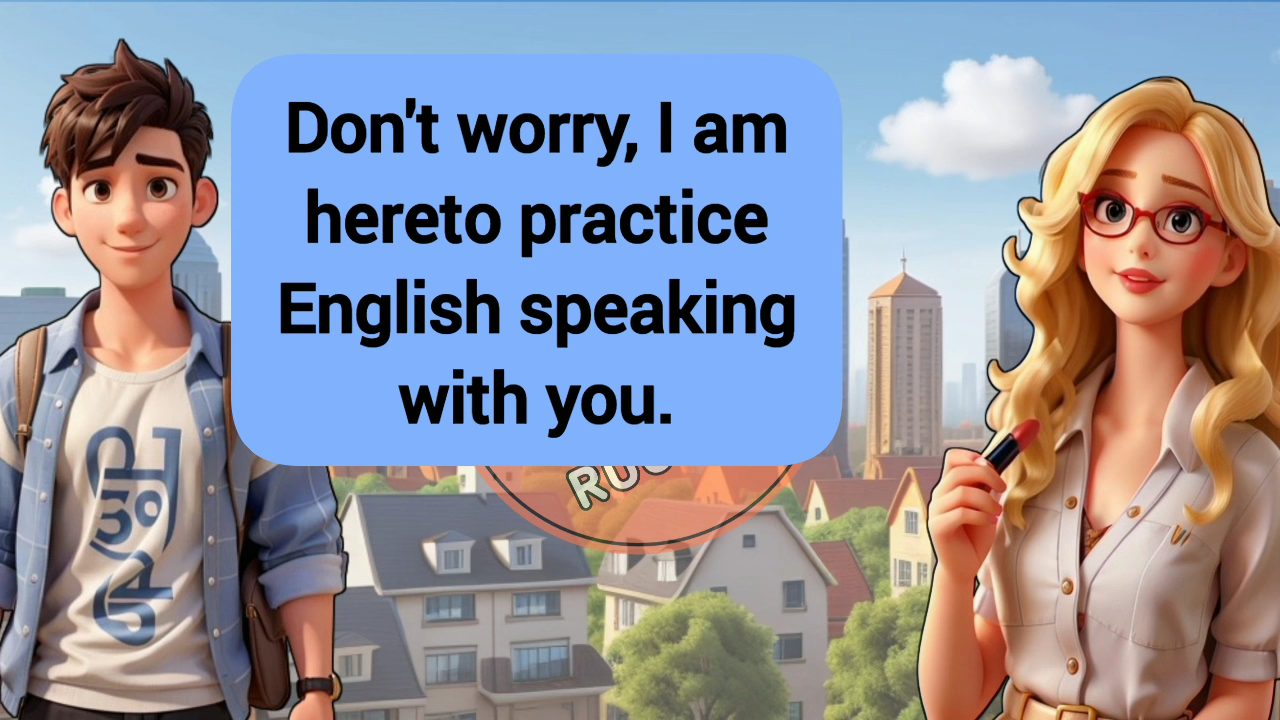 Don't worry, I am
hereto practice
English speaking
with you.